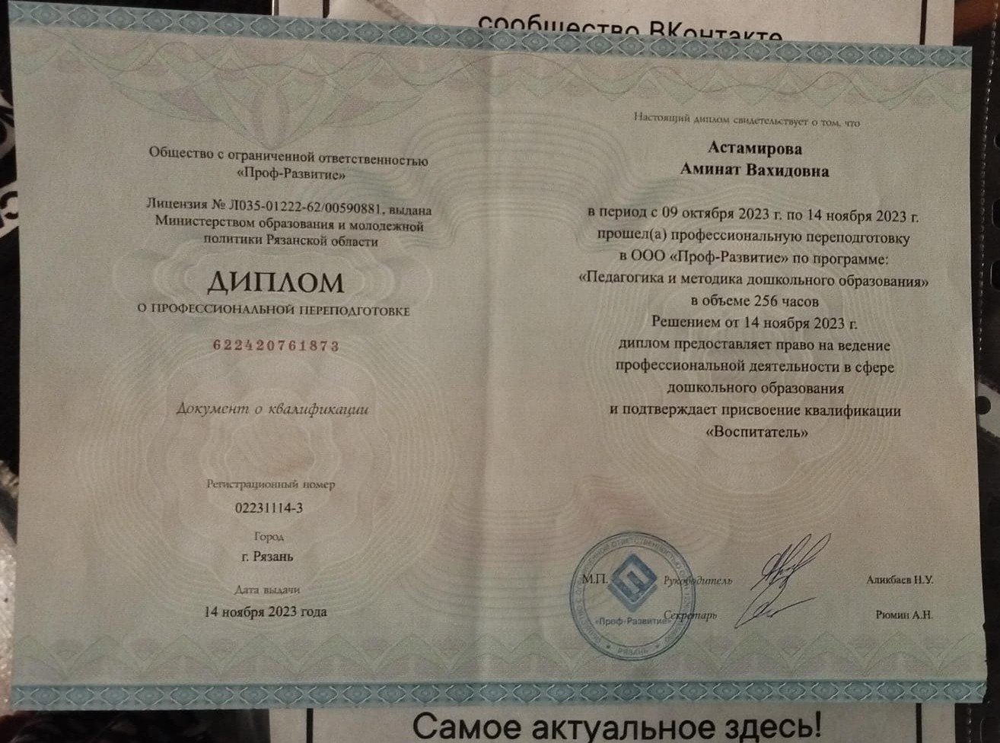 сообщество ВКонтакте
Общество с ограниченной ответственностью
«Проф-Развитие»
Лицензия № Л035-01222-62/00590881, выдана
Министерством образования и молодежной
политики Рязанской области
ДИПЛОМ
О ПРОФЕССИОНАЛЬНОЙ ПЕРЕПОДГОТОВКЕ
622420761873
Документ о квалификации
Регистрационный номер
02231114-3
Город
г. Рязань
Дата выдачи
14 ноября 2023 года
Настоящий диплом свидетельствует о том, что
Астамирова
Аминат Вахидовна
в период с 09 октября 2023 г. по 14 ноября 2023 г.
прошел(а) профессиональную переподготовку
в ООО «Проф-Развитие» по программе:
«Педагогика и методика дошкольного образования»
в объеме 256 часов
Решением от 14 ноября 2023 г.
диплом предоставляет право на ведение
профессиональной деятельности в сфере
дошкольного образования
и подтверждает присвоение квалификации
«Воспитатель»
М.П. Руководитель Аликбаев Н.У.
Секретарь Рюмин А.Н.
ОБЩЕСТВО С ОГРАНИЧЕННОЙ ОТВЕТСТВЕННОСТЬЮ
«Проф-Развитие»
РЯЗАНЬ
Самое актуальное здесь!